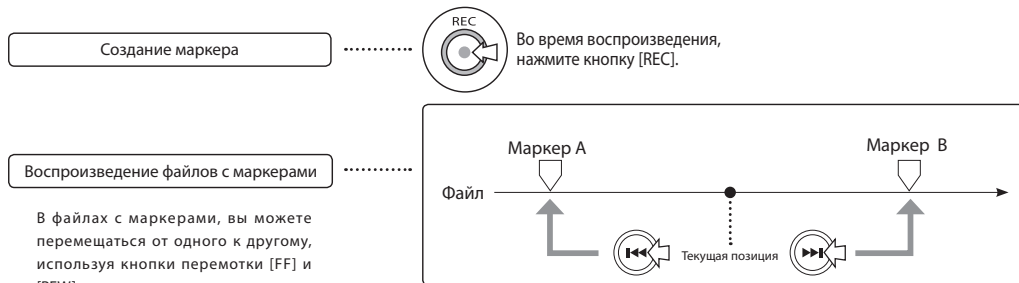 REC
Создание маркера
Во время воспроизведения,
нажмите кнопку [REC].
Маркер A
Маркер B
Воспроизведение файлов с маркерами
Файл
В файлах с маркерами, вы можете
перемещаться от одного к другому,
используя кнопки перемотки [FF] и
Текущая позиция